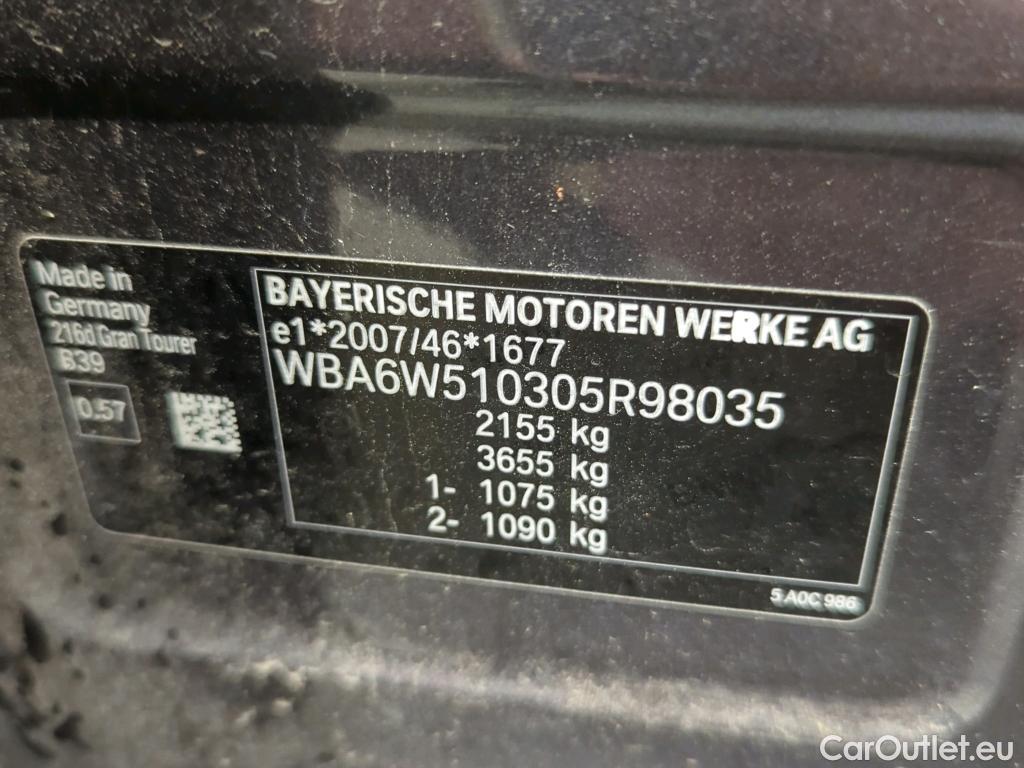 Made in
Germany
216d Gran Tourer
639
0.57
BAYERISCHE MOTOREN WERKE AG
e1*2007/46*1677
WBA6W510305R98035
2155 kg
3655 kg
1- 1075 kg
2- 1090 kg
5 A0C 986
CarOutlet.eu